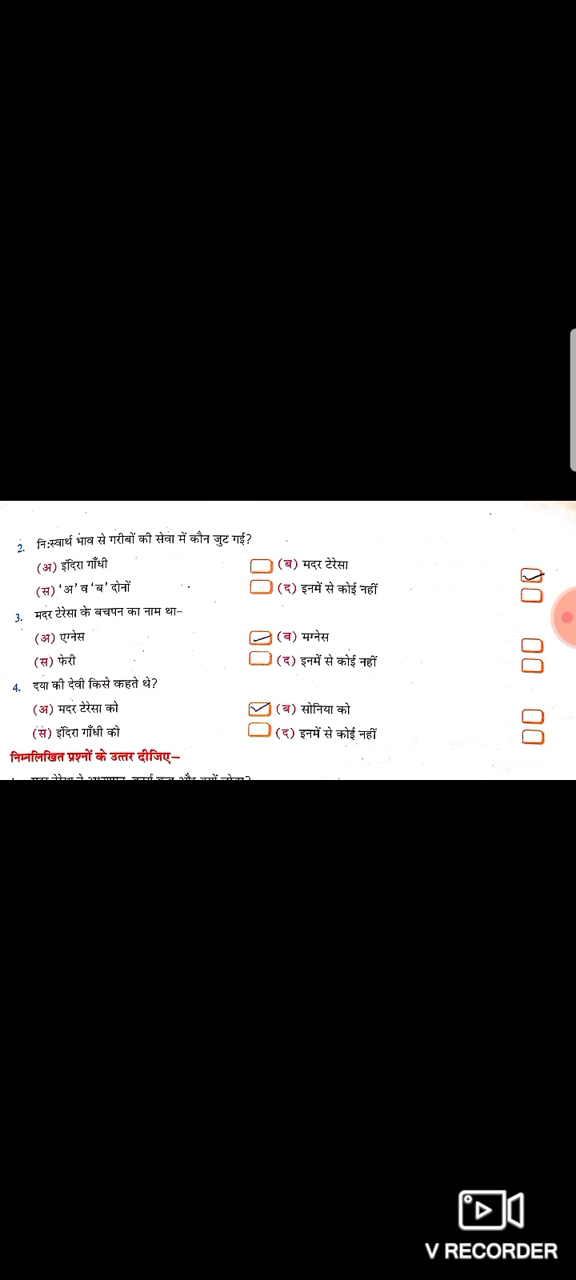 2. नि:स्वार्थ भाव से गरीबों की सेवा में कौन जुट गई?
(अ) इंदिरा गाँधी (ब) मदर टेरेसा
(स) 'अ' व 'ब' दोनों (द) इनमें से कोई नहीं
3. मदर टेरेसा के बचपन का नाम था–
(अ) एग्नेस (ब) मग्नेस
(स) फेरी (द) इनमें से कोई नहीं
4. दया की देवी किसे कहते थे?
(अ) मदर टेरेसा को (ब) सोनिया को
(स) इंदिरा गाँधी को (द) इनमें से कोई नहीं
निम्नलिखित प्रश्नों के उत्तर दीजिए–
V RECORDER